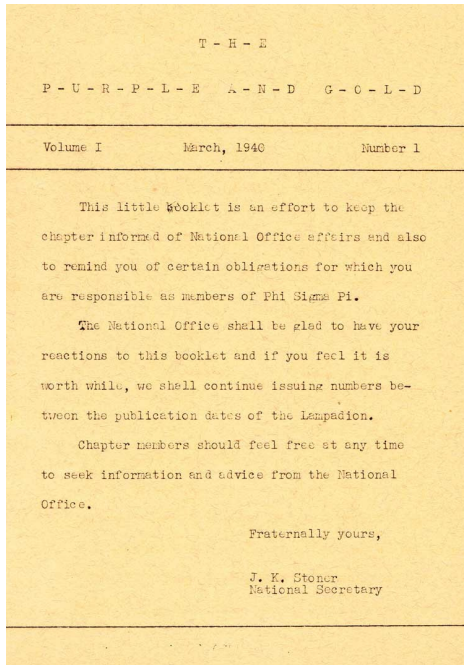 T - H - E
P - U - R - P - L - E A - N - D G - O - L - D
Volume I March, 1940 Number 1
This little booklet is an effort to keep the
chapter informed of National Office affairs and also
to remind you of certain obligations for which you
are responsible as members of Phi Sigma Pi.
The National Office shall be glad to have your
reactions to this booklet and if you feel it is
worth while, we shall continue issuing numbers be-
tween the publication dates of the Lampadion.
Chapter members should feel free at any time
to seek information and advice from the National
Office.
Fraternally yours,
J. K. Stoner
National Secretary